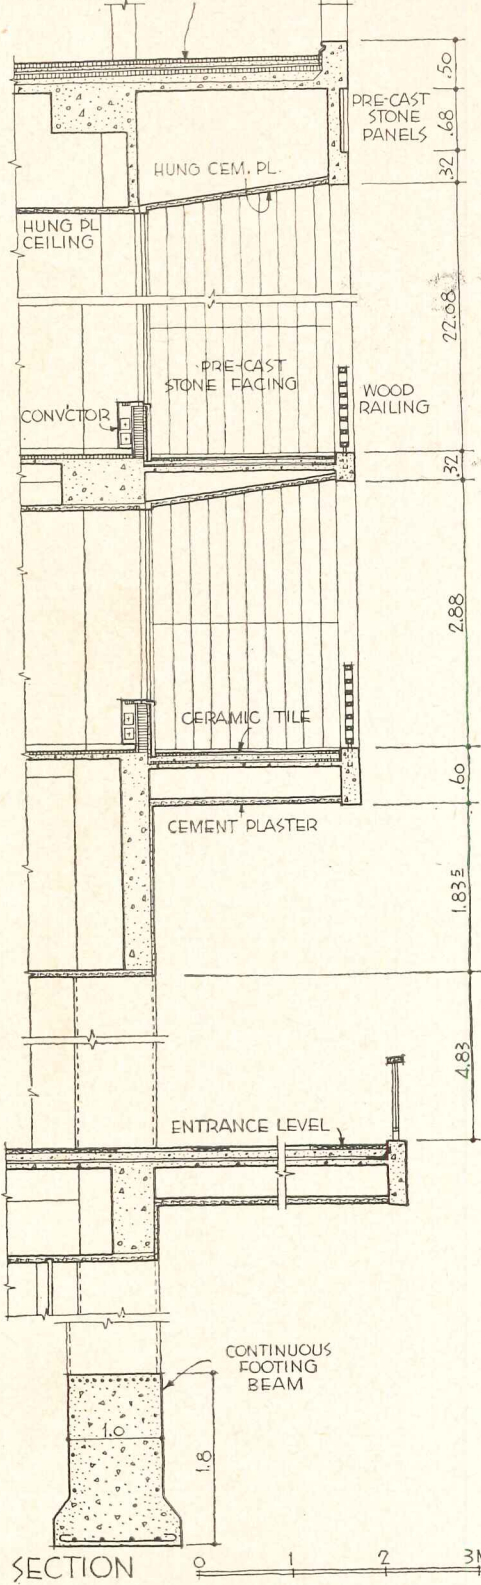 .50
PRE-CAST
STONE
PANELS
.68
.32
HUNG CEM. PL.
HUNG PL
CEILING
22.08
PRE-CAST
STONE FACING
WOOD
RAILING
CONV'CTOR
.32
2.88
CERAMIC TILE
.60
CEMENT PLASTER
1.835
4.83
ENTRANCE LEVEL
CONTINUOUS
FOOTING
BEAM
1.0
1.8
SECTION
0 1 2 3M